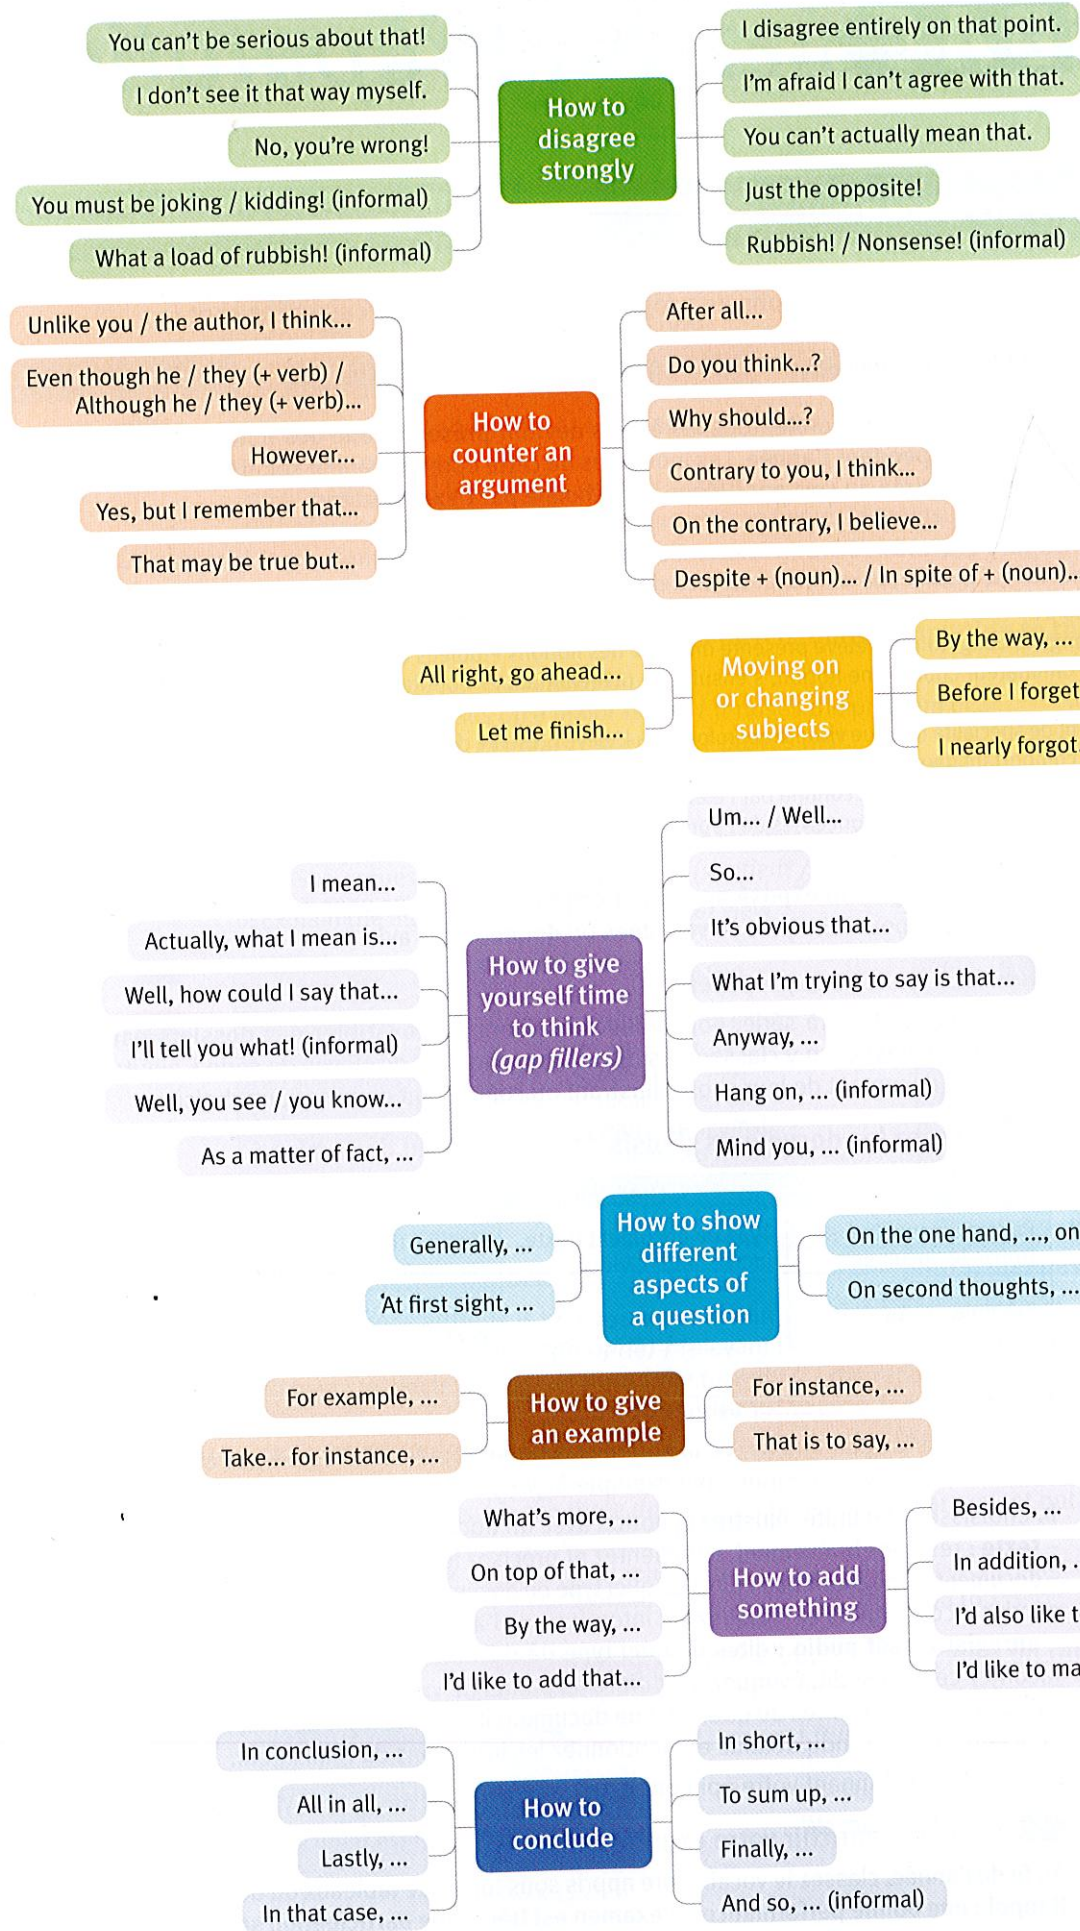 You can't be serious about that!
I don't see it that way myself.
No, you're wrong!
You must be joking / kidding! (informal)
What a load of rubbish! (informal)
How to
disagree
strongly
I disagree entirely on that point.
I'm afraid I can't agree with that.
You can't actually mean that.
Just the opposite!
Rubbish! / Nonsense! (informal)
Unlike you / the author, I think...
Even though he / they (+ verb) /
Although he / they (+ verb)...
However...
Yes, but I remember that...
That may be true but...
How to
counter an
argument
After all...
Do you think...?
Why should...?
Contrary to you, I think...
On the contrary, I believe...
Despite + (noun)... / In spite of + (noun)...
All right, go ahead...
Let me finish...
Moving on
or changing
subjects
By the way, ...
Before I forget
I nearly forgot.
I mean...
Actually, what I mean is...
Well, how could I say that...
I'll tell you what! (informal)
Well, you see / you know...
As a matter of fact, ...
How to give
yourself time
to think
(gap fillers)
Um... / Well...
So...
It's obvious that...
What I'm trying to say is that...
Anyway, ...
Hang on, ... (informal)
Mind you, ... (informal)
Generally, ...
At first sight, ...
How to show
different
aspects of
a question
On the one hand, ..., on
On second thoughts, ...
For example, ...
Take... for instance, ...
How to give
an example
For instance, ...
That is to say, ...
What's more, ...
On top of that, ...
By the way, ...
I'd like to add that...
How to add
something
Besides, ...
In addition, .
I'd also like t
I'd like to ma
In conclusion, ...
All in all, ...
Lastly, ...
In that case, ...
How to
conclude
In short, ...
To sum up, ...
Finally, ...
And so, ... (informal)